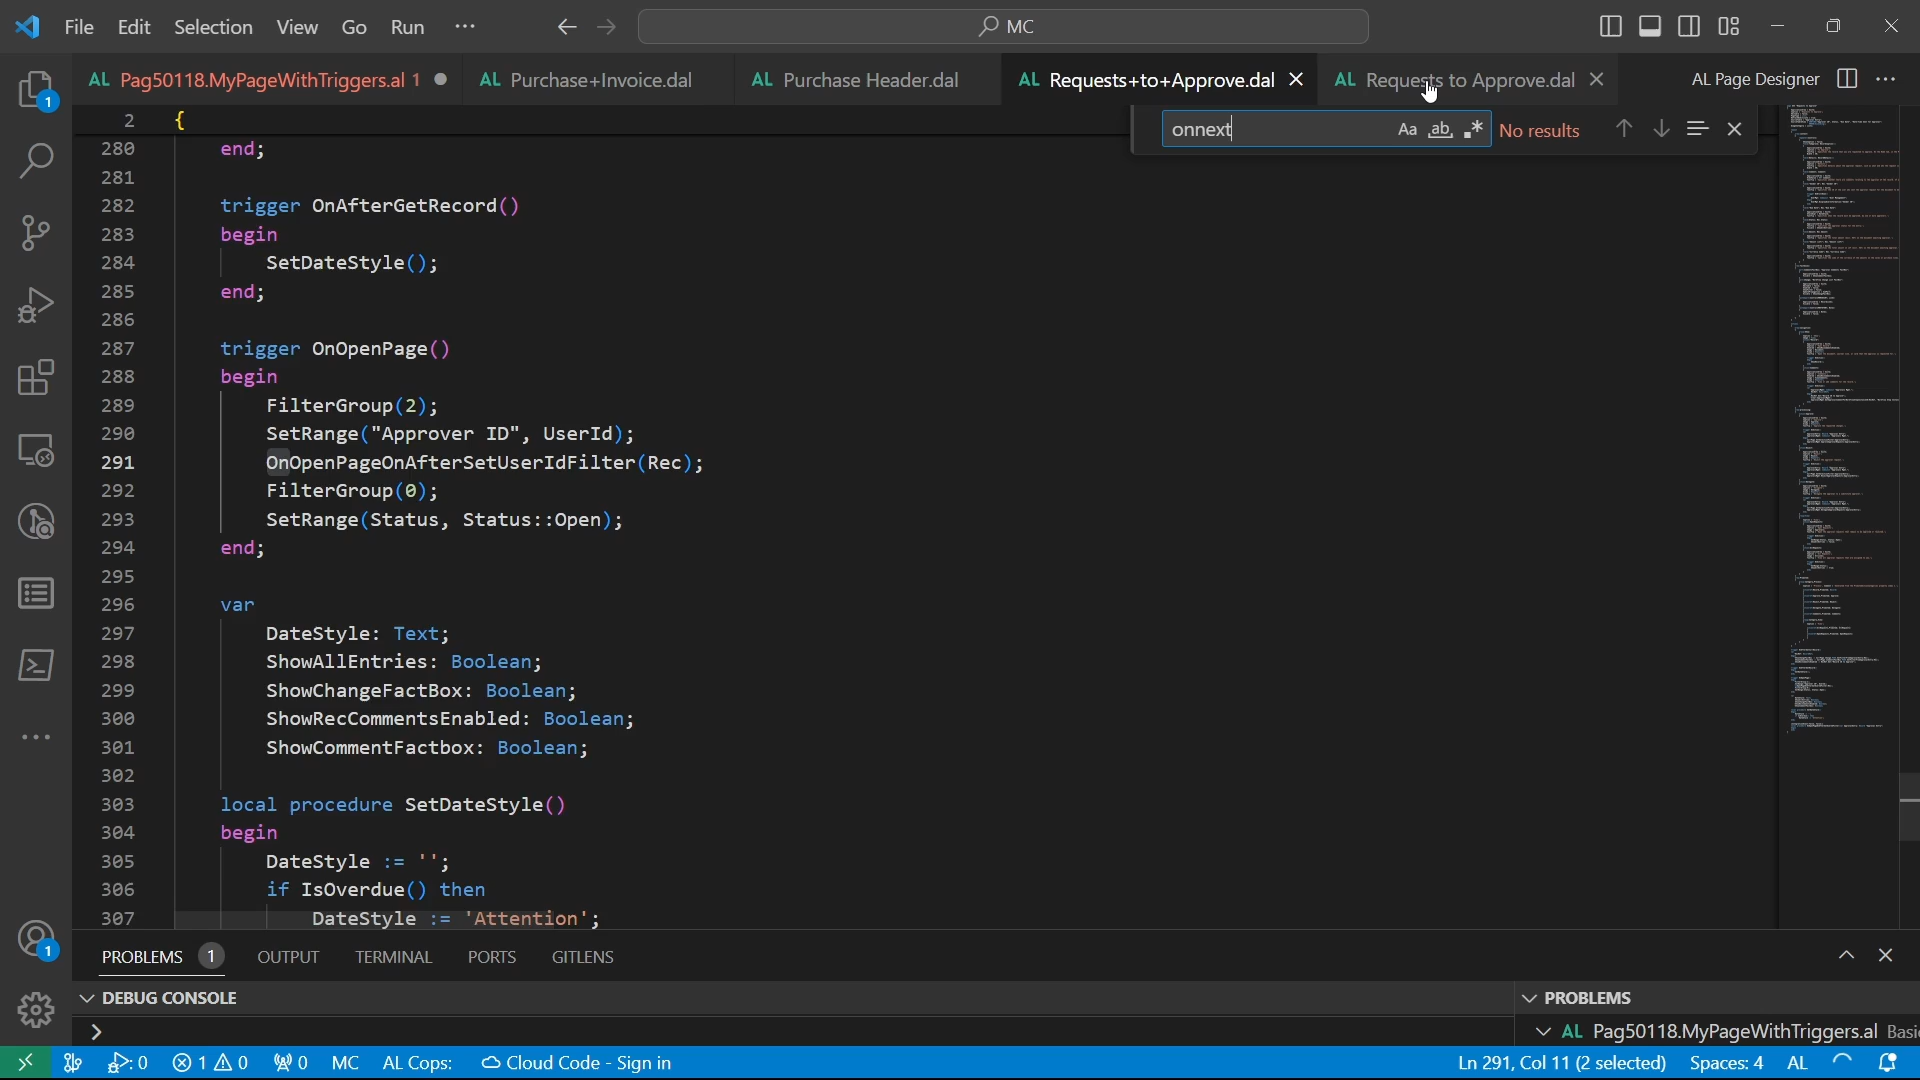 File Edit Selection View Go Run ··· MC
AL Pag50118.MyPageWithTriggers.al 1 AL Purchase+Invoice.dal AL Purchase Header.dal AL Requests+to+Approve.dal AL Requests to Approve.dal AL Page Designer
onnext Aa ab No results
2 {
280 end;
281
282 trigger OnAfterGetRecord()
283 begin
284 SetDateStyle();
285 end;
286
287 trigger OnOpenPage()
288 begin
289 FilterGroup(2);
290 SetRange("Approver ID", UserId);
291 OnOpenPageOnAfterSetUserIdFilter(Rec);
292 FilterGroup(0);
293 SetRange(Status, Status::Open);
294 end;
295
296 var
297 DateStyle: Text;
298 ShowAllEntries: Boolean;
299 ShowChangeFactBox: Boolean;
300 ShowRecCommentsEnabled: Boolean;
301 ShowCommentFactbox: Boolean;
302
303 local procedure SetDateStyle()
304 begin
305 DateStyle := '';
306 if IsOverdue() then
307 DateStyle := 'Attention';
PROBLEMS 1 OUTPUT TERMINAL PORTS GITLENS
DEBUG CONSOLE PROBLEMS
AL Pag50118.MyPageWithTriggers.al Basic
0 1 0 0 MC AL Cops: Cloud Code - Sign in Ln 291, Col 11 (2 selected) Spaces: 4 AL